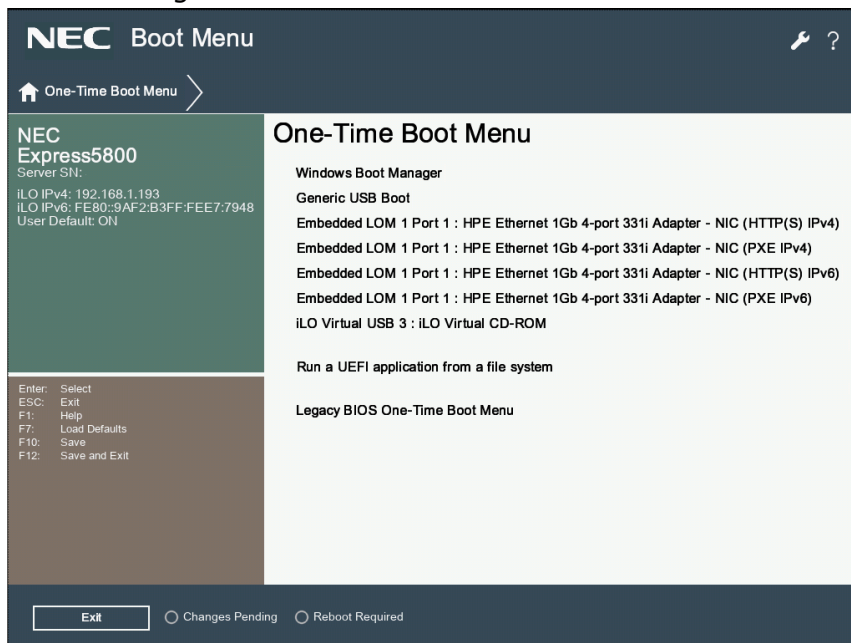 NEC Boot Menu
?
One-Time Boot Menu
NEC
Express5800
Server SN:
iLO IPv4: 192.168.1.193
iLO IPv6: FE80::9AF2:B3FF:FEE7:7948
User Default: ON
Enter: Select
ESC: Exit
F1: Help
F7: Load Defaults
F10: Save
F12: Save and Exit
One-Time Boot Menu
Windows Boot Manager
Generic USB Boot
Embedded LOM 1 Port 1 : HPE Ethernet 1Gb 4-port 331i Adapter - NIC (HTTP(S) IPv4)
Embedded LOM 1 Port 1 : HPE Ethernet 1Gb 4-port 331i Adapter - NIC (PXE IPv4)
Embedded LOM 1 Port 1 : HPE Ethernet 1Gb 4-port 331i Adapter - NIC (HTTP(S) IPv6)
Embedded LOM 1 Port 1 : HPE Ethernet 1Gb 4-port 331i Adapter - NIC (PXE IPv6)
iLO Virtual USB 3 : iLO Virtual CD-ROM
Run a UEFI application from a file system
Legacy BIOS One-Time Boot Menu
Exit
Changes Pending
Reboot Required